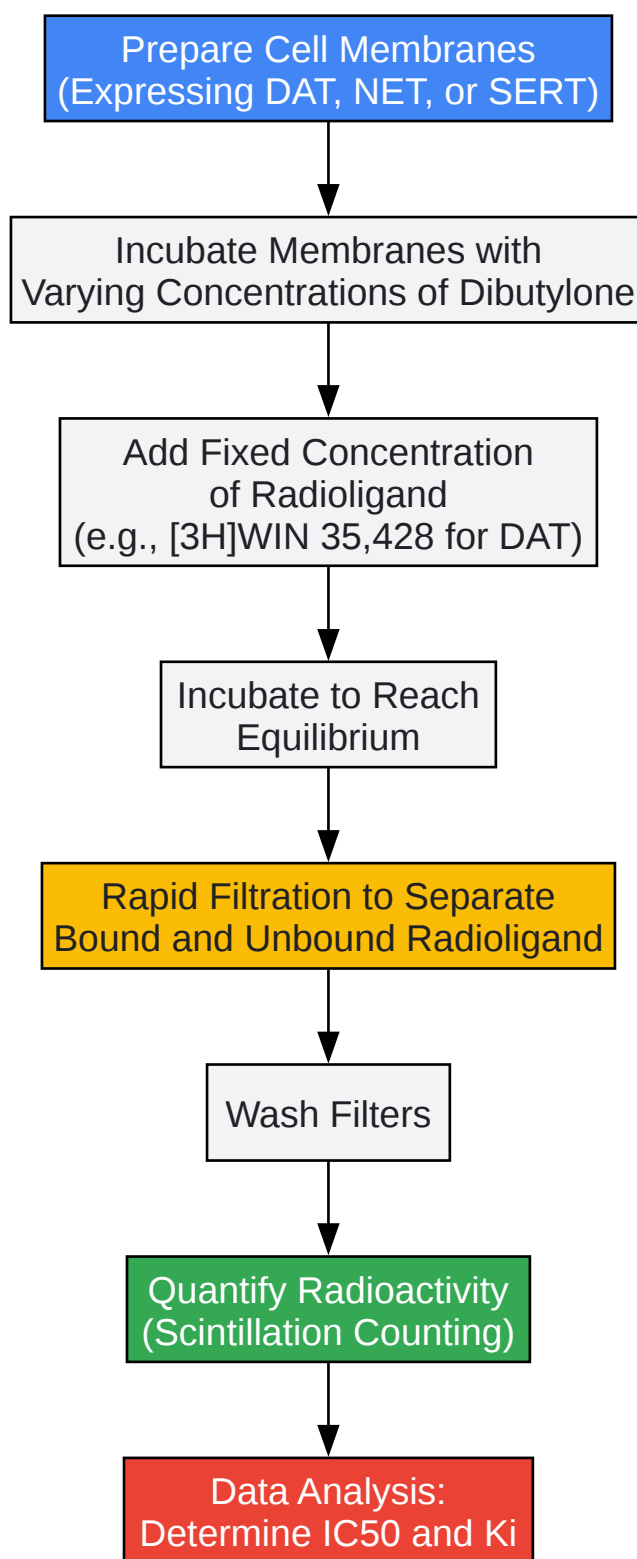 Prepare Cell Membranes
(Expressing DAT, NET, or SERT)
Incubate Membranes with
Varying Concentrations of Dibutylone
Add Fixed Concentration
of Radioligand
(e.g., [3H]WIN 35,428 for DAT)
Incubate to Reach
Equilibrium
Rapid Filtration to Separate
Bound and Unbound Radioligand
Wash Filters
Quantify Radioactivity
(Scintillation Counting)
Data Analysis:
Determine IC50 and Ki